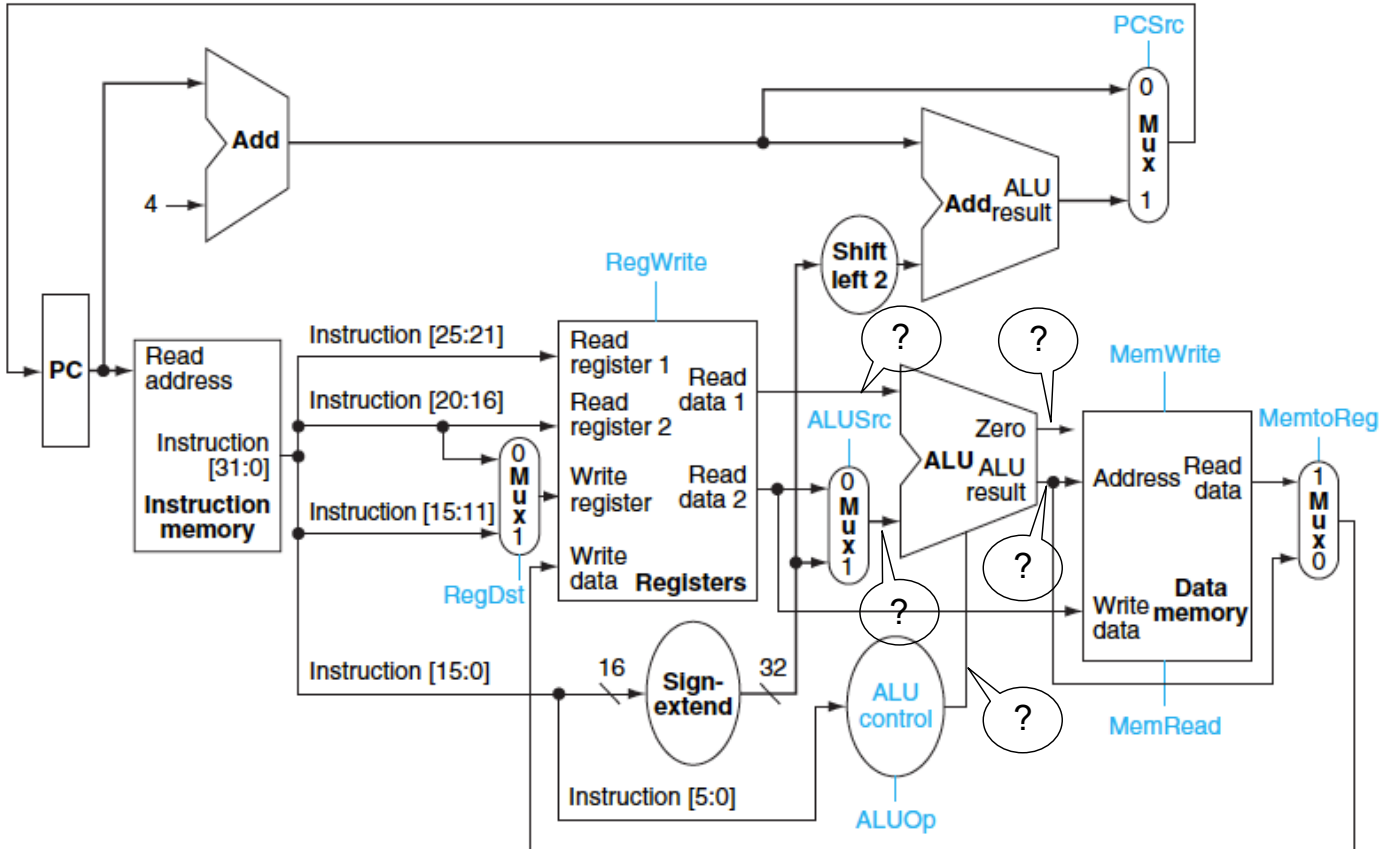 PCSrc
0
M
u
x
1
Add
4
Add
ALU
result
Shift
left 2
RegWrite
PC
Read
address
Instruction
[31:0]
Instruction
memory
Instruction [25:21]
Instruction [20:16]
Instruction [15:11]
0
M
u
x
1
RegDst
Read
register 1
Read
register 2
Write
register
Write
data
Read
data 1
Read
data 2
Registers
?
?
ALUSrc
0
M
u
x
1
Zero
ALU
ALU
result
?
?
?
MemWrite
Address
Read
data
Write
data
Data
memory
MemRead
MemtoReg
1
M
u
x
0
Instruction [15:0]
16
Sign-
extend
32
ALU
control
Instruction [5:0]
ALUOp